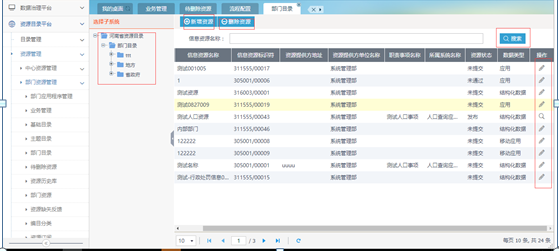 数据治理平台
资源目录平台
目录管理
资源管理
中心资源管理
部门资源管理
部门应用程序管理
业务管理
基础目录
主题目录
部门目录
待删除资源
资源历史库
部门资源
资源缺失反馈
编目分类
我的桌面
业务管理
待删除资源
流程配置
部门目录
选择子系统
河南省资源目录
部门目录
地方
省政府
新增资源
删除资源
信息资源名称：
搜索
信息资源名称 信息资源标识符 资源提供方地址 资源提供方单位名称 职责事项名称 所属系统名称 资源状态 数据类型 操作
测试001005 311555/00017 系统管理部 未提交 应用
1 305001/00006 系统管理部 未通过 应用
测试资源 316003/00001 系统管理部 未提交 结构化数据
测试0827009 311555/00019 系统管理部 未提交 应用
测试人口资源 311555/00043 系统管理部 测试人口事项 人口查询应... 发布 结构化数据
内部部门 311555/00046 系统管理部 未提交 结构化数据
122222 305001/00008 系统管理部 未提交 移动应用
122222 311555/00009 系统管理部 未提交 移动应用
测试名称 305001/00001 uuuu 系统管理部 测试人口事项 人口查询应... 未提交 结构化数据
测试-行政处罚信息0... 311555/00015 系统管理部 未提交 结构化数据
10 1 / 3 每页 10 条, 共 24 条